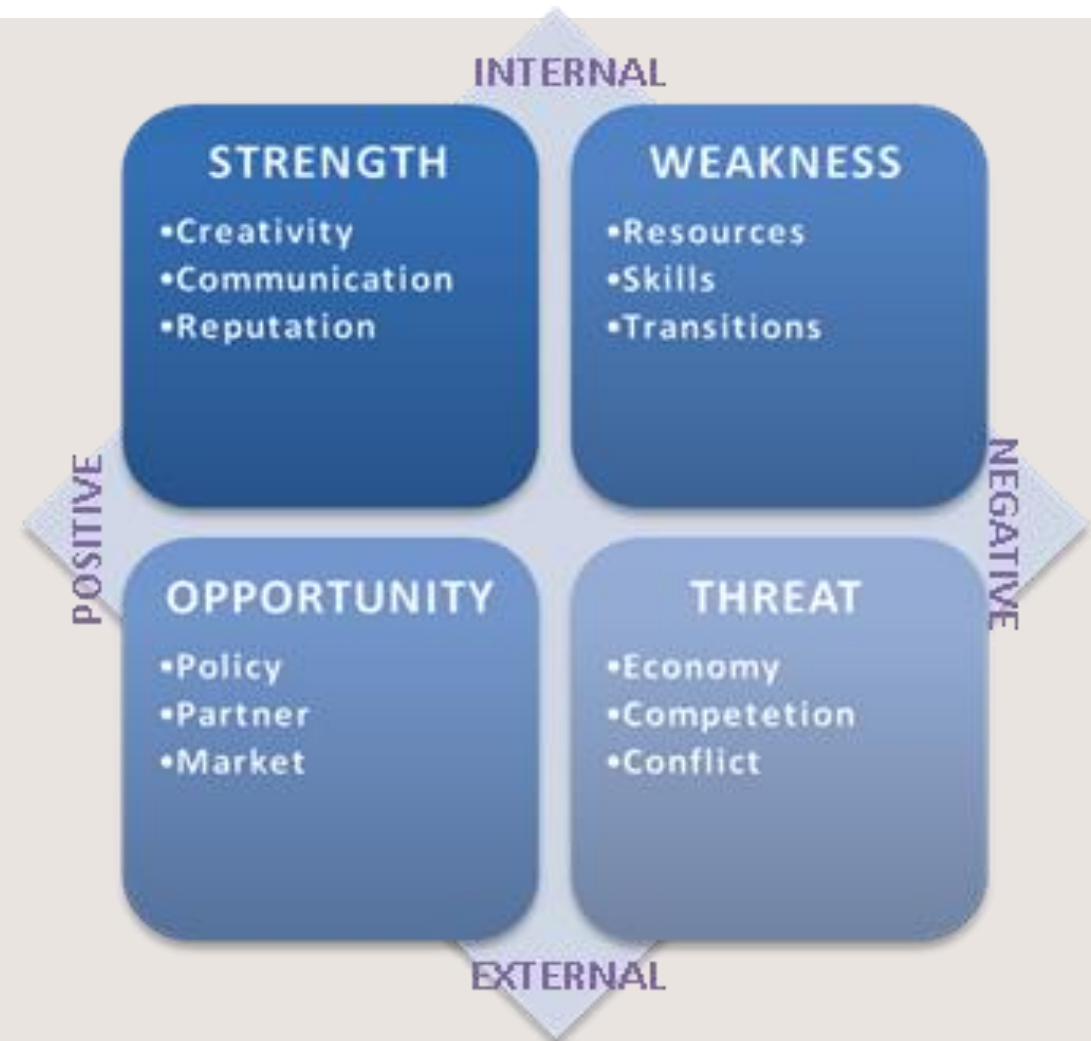 INTERNAL
STRENGTH
•Creativity
•Communication
•Reputation
WEAKNESS
•Resources
•Skills
•Transitions
POSITIVE
NEGATIVE
OPPORTUNITY
•Policy
•Partner
•Market
THREAT
•Economy
•Competetion
•Conflict
EXTERNAL